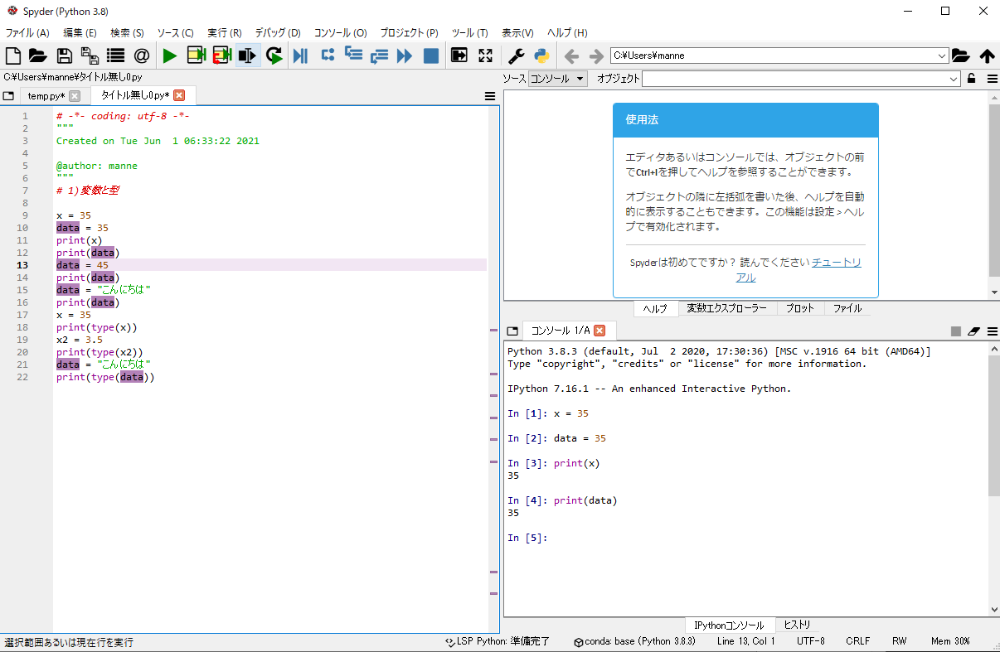 Spyder (Python 3.8)
ファイル (A) 編集 (E) 検索 (S) ソース (C) 実行 (R) デバッグ (D) コンソール (O) プロジェクト (P) ツール (T) 表示(V) ヘルプ (H)
C:¥Users¥manne
C:¥Users¥manne¥タイトル無し0.py
ソース コンソール オブジェクト
temp.py* タイトル無し0.py*
1 # -*- coding: utf-8 -*-
2 """
3 Created on Tue Jun  1 06:33:22 2021
4
5 @author: manne
6 """
7 # 1)変数と型
8
9 x = 35
10 data = 35
11 print(x)
12 print(data)
13 data = 45
14 print(data)
15 data = "こんにちは"
16 print(data)
17 x = 35
18 print(type(x))
19 x2 = 3.5
20 print(type(x2))
21 data = "こんにちは"
22 print(type(data))
使用法
エディタあるいはコンソールでは、オブジェクトの前
でCtrl+Iを押してヘルプを参照することができます。
オブジェクトの隣に左括弧を書いた後、ヘルプを自動
的に表示することもできます。この機能は設定 > ヘル
プで有効化されます。
Spyderは初めてですか？ 読んでください チュートリ
アル
ヘルプ 変数エクスプローラー プロット ファイル
コンソール 1/A
Python 3.8.3 (default, Jul  2 2020, 17:30:36) [MSC v.1916 64 bit (AMD64)]
Type "copyright", "credits" or "license" for more information.
IPython 7.16.1 -- An enhanced Interactive Python.
In [1]: x = 35
In [2]: data = 35
In [3]: print(x)
35
In [4]: print(data)
35
In [5]:
IPythonコンソール ヒストリ
選択範囲あるいは現在行を実行 LSP Python: 準備完了 conda: base (Python 3.8.3) Line 13, Col 1 UTF-8 CRLF RW Mem 30%